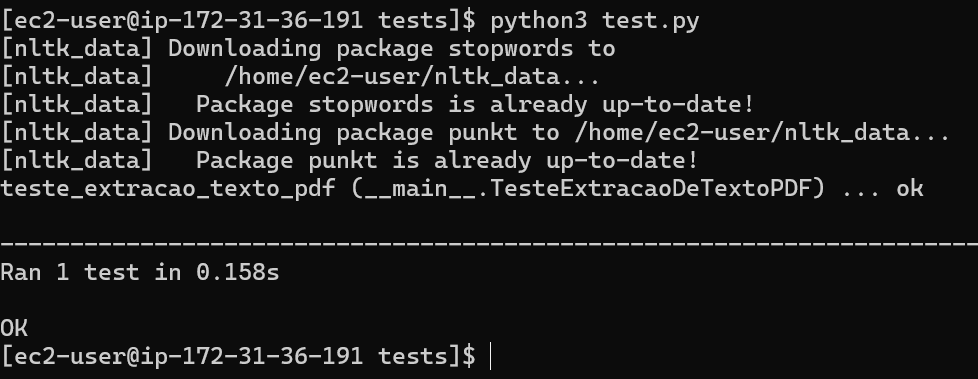 [ec2-user@ip-172-31-36-191 tests]$ python3 test.py
[nltk_data] Downloading package stopwords to
[nltk_data]     /home/ec2-user/nltk_data...
[nltk_data]   Package stopwords is already up-to-date!
[nltk_data] Downloading package punkt to /home/ec2-user/nltk_data...
[nltk_data]   Package punkt is already up-to-date!
teste_extracao_texto_pdf (__main__.TesteExtracaoDeTextoPDF) ... ok

----------------------------------------------------------------------
Ran 1 test in 0.158s

OK
[ec2-user@ip-172-31-36-191 tests]$